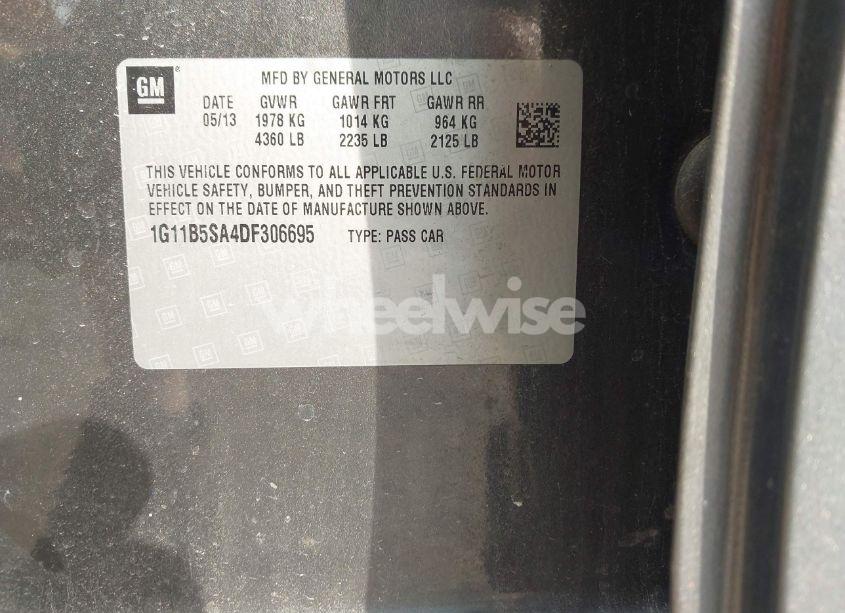 GM ® MFD BY GENERAL MOTORS LLC
DATE GVWR GAWR FRT GAWR RR
05/13 1978 KG 1014 KG 964 KG
4360 LB 2235 LB 2125 LB
THIS VEHICLE CONFORMS TO ALL APPLICABLE U.S. FEDERAL MOTOR
VEHICLE SAFETY, BUMPER, AND THEFT PREVENTION STANDARDS IN
EFFECT ON THE DATE OF MANUFACTURE SHOWN ABOVE.
1G11B5SA4DF306695 TYPE: PASS CAR
wheelwise